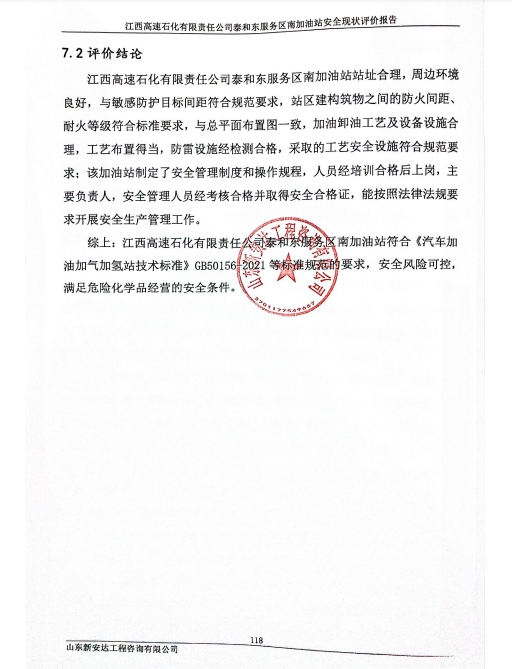 江西高速石化有限责任公司泰和东服务区南加油站安全现状评价报告
7.2 评价结论
江西高速石化有限责任公司泰和东服务区南加油站站址合理，周边环境
良好，与敏感防护目标间距符合规范要求，站区建构筑物之间的防火间距、
耐火等级符合标准要求，与总平面布置图一致，加油卸油工艺及设备设施合
理，工艺布置得当，防雷设施经检测合格，采取的工艺安全设施符合规范要
求；该加油站制定了安全管理制度和操作规程，人员经培训合格后上岗，主
要负责人，安全管理人员经考核合格并取得安全合格证，能按照法律法规要
求开展安全生产管理工作。
综上：江西高速石化有限责任公司泰和东服务区南加油站符合《汽车加
油加气加氢站技术标准》GB50156-2021 等标准规范的要求，安全风险可控，
满足危险化学品经营的安全条件。
山东新安达工程咨询有限公司
118
山东新安达工程咨询有限公司